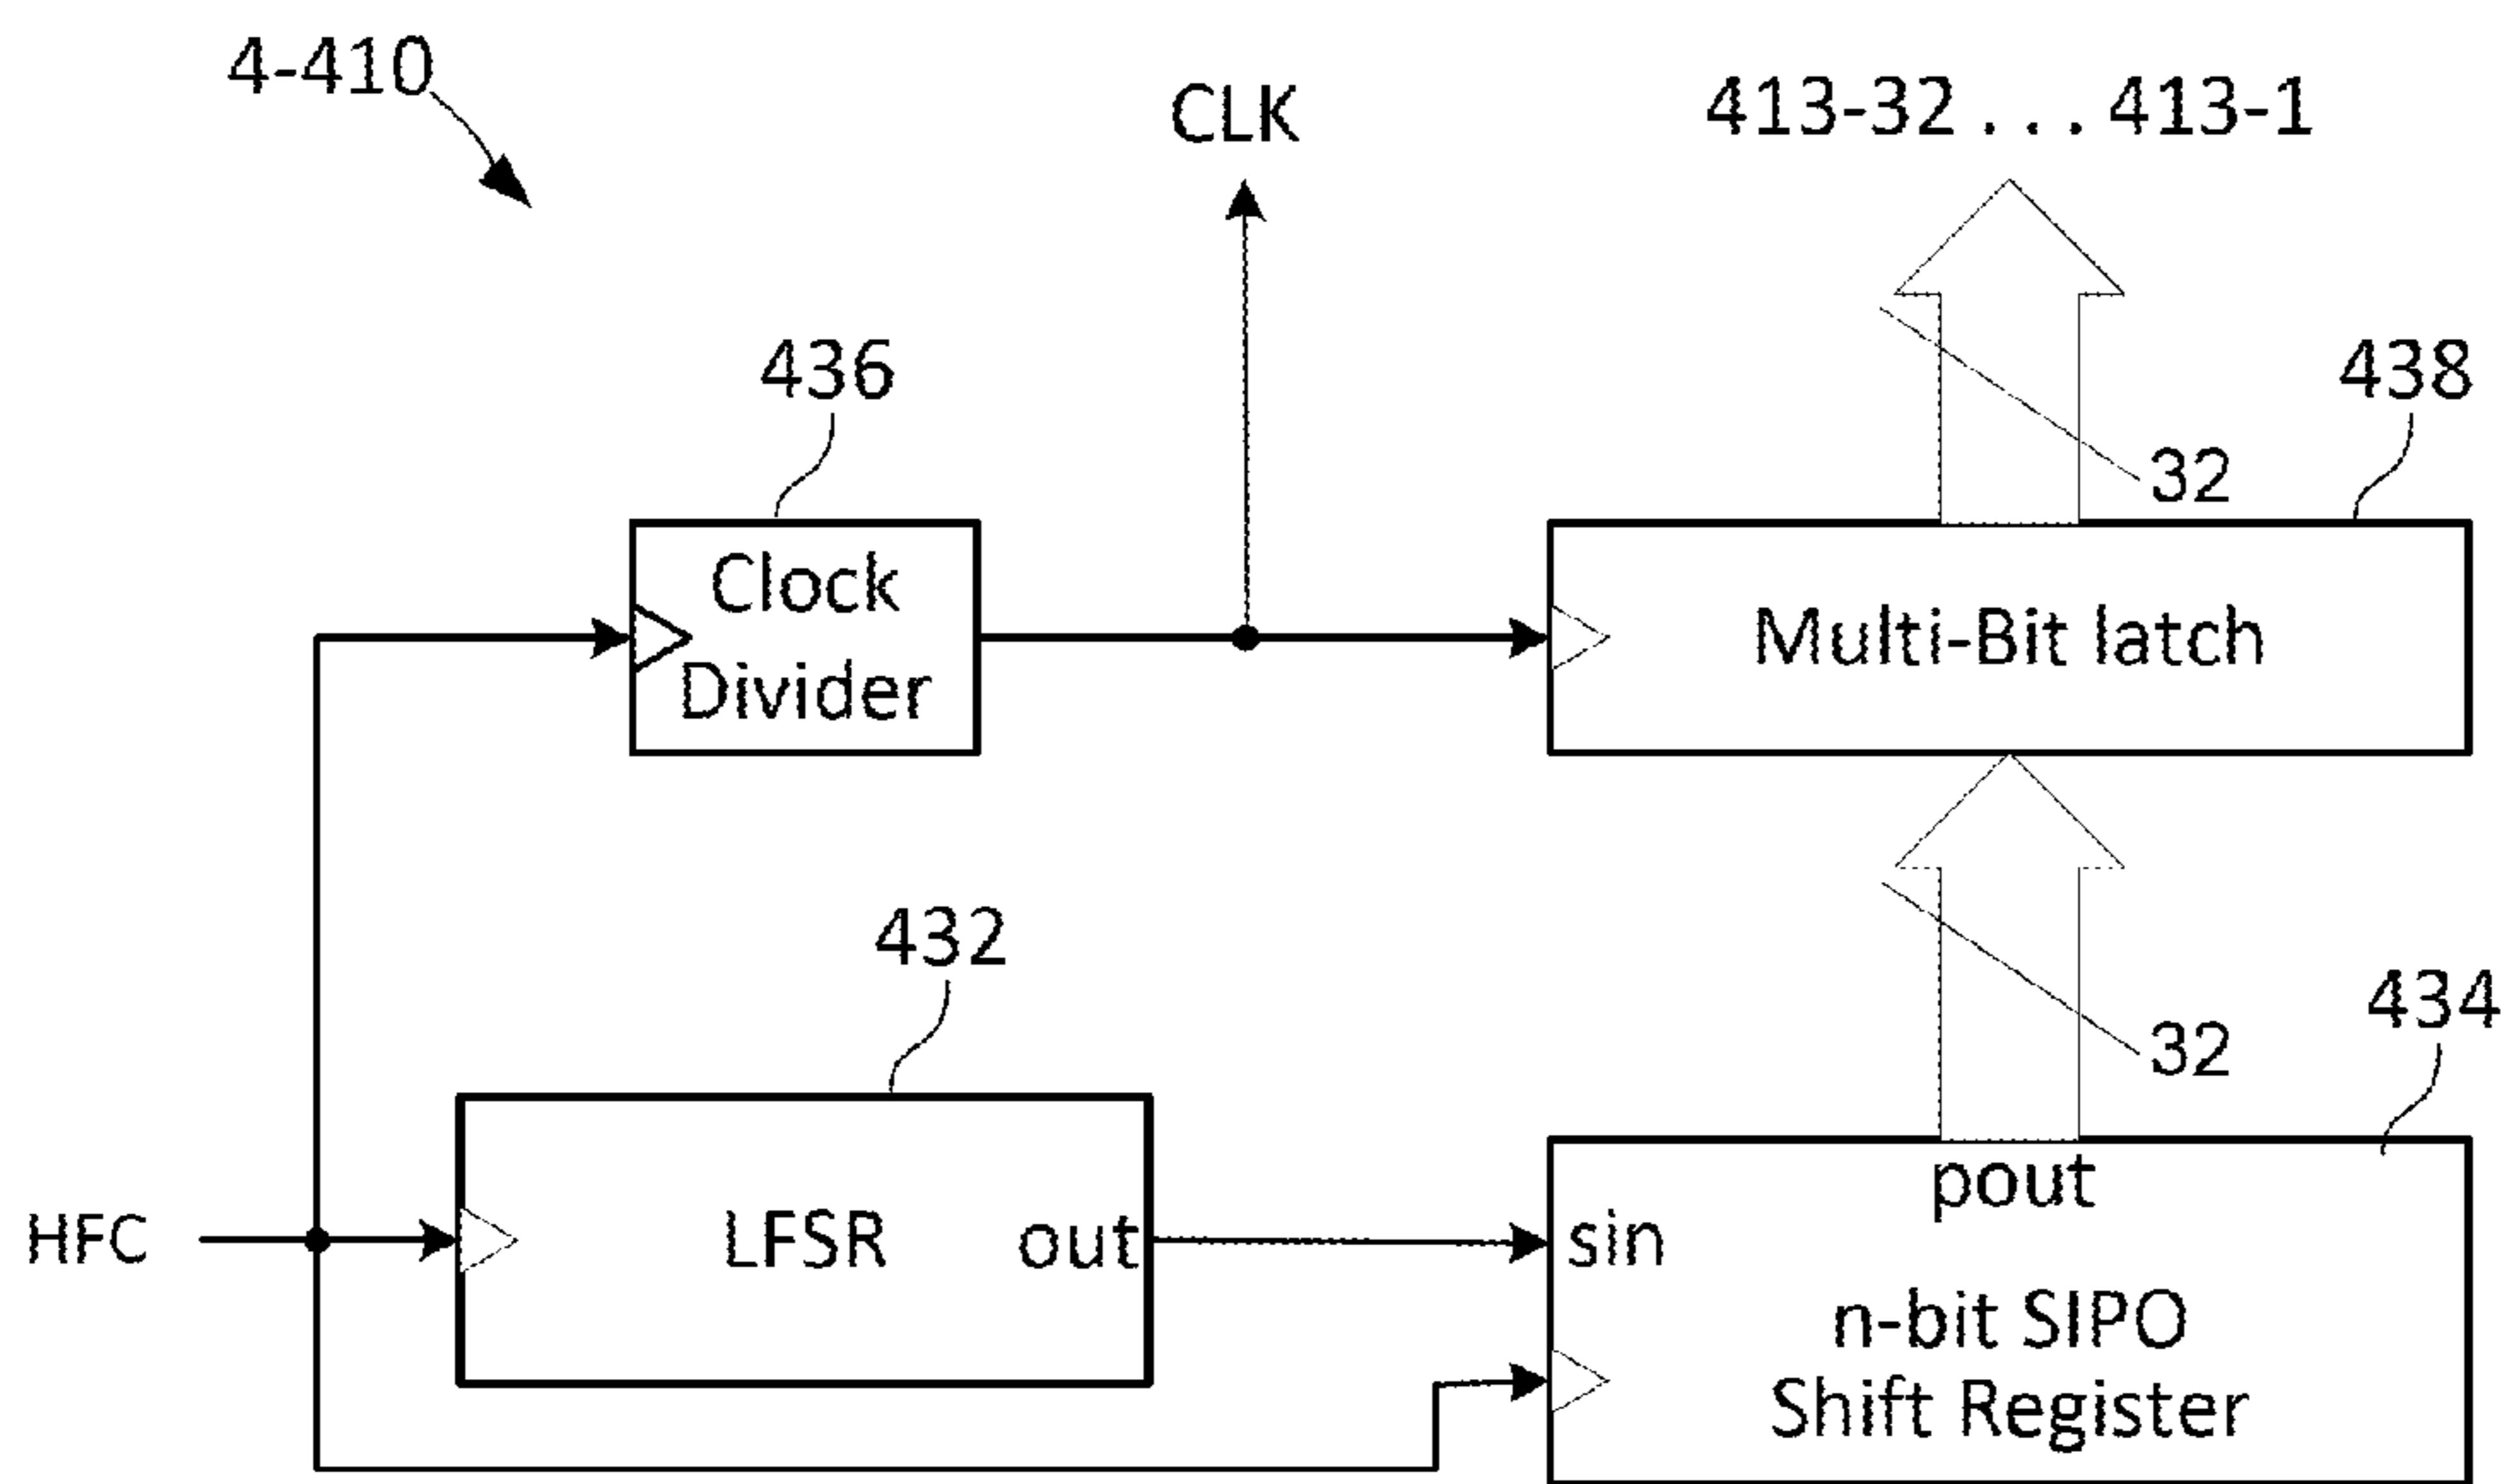 4-410
CLK
413-32 . . . 413-1
436
438
32
Clock
Divider
Multi-Bit latch
432
434
32
HFC
LFSR
out
sin
pout
n-bit SIPO
Shift Register